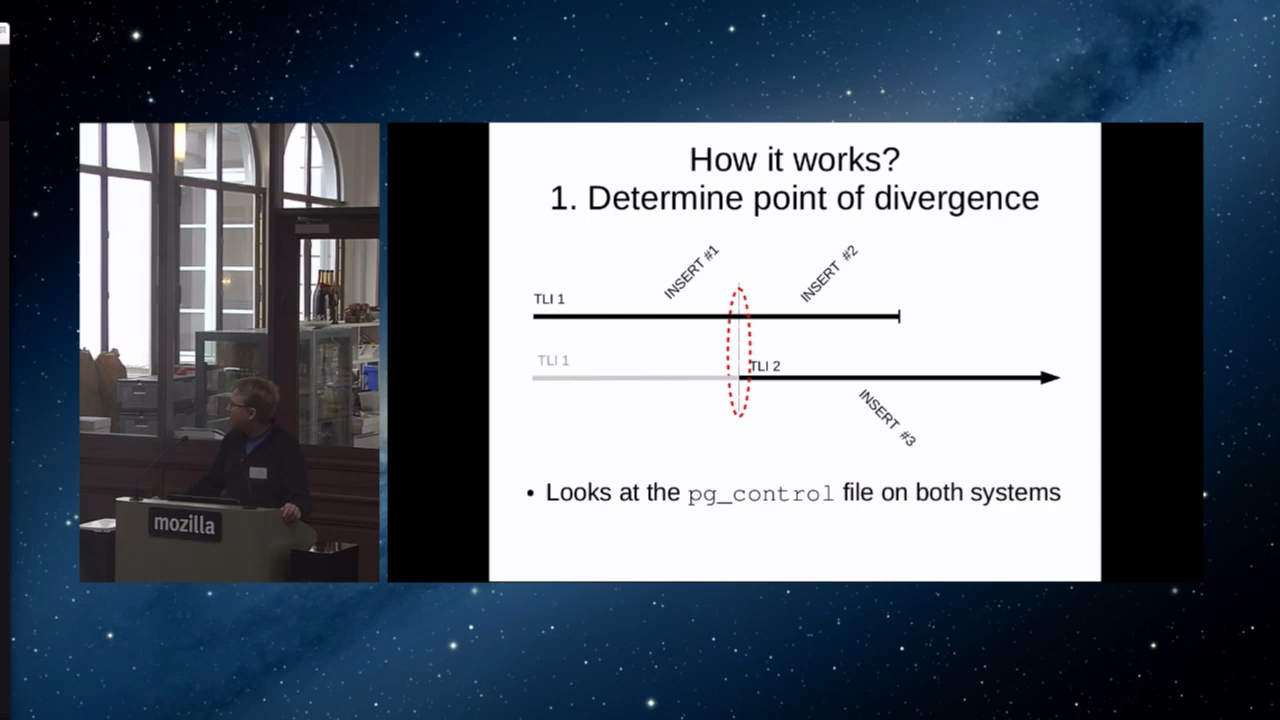 How it works?
1. Determine point of divergence
INSERT #1
INSERT #2
TLI 1
TLI 1
TLI 2
INSERT #3
• Looks at the pg_control file on both systems
mozilla